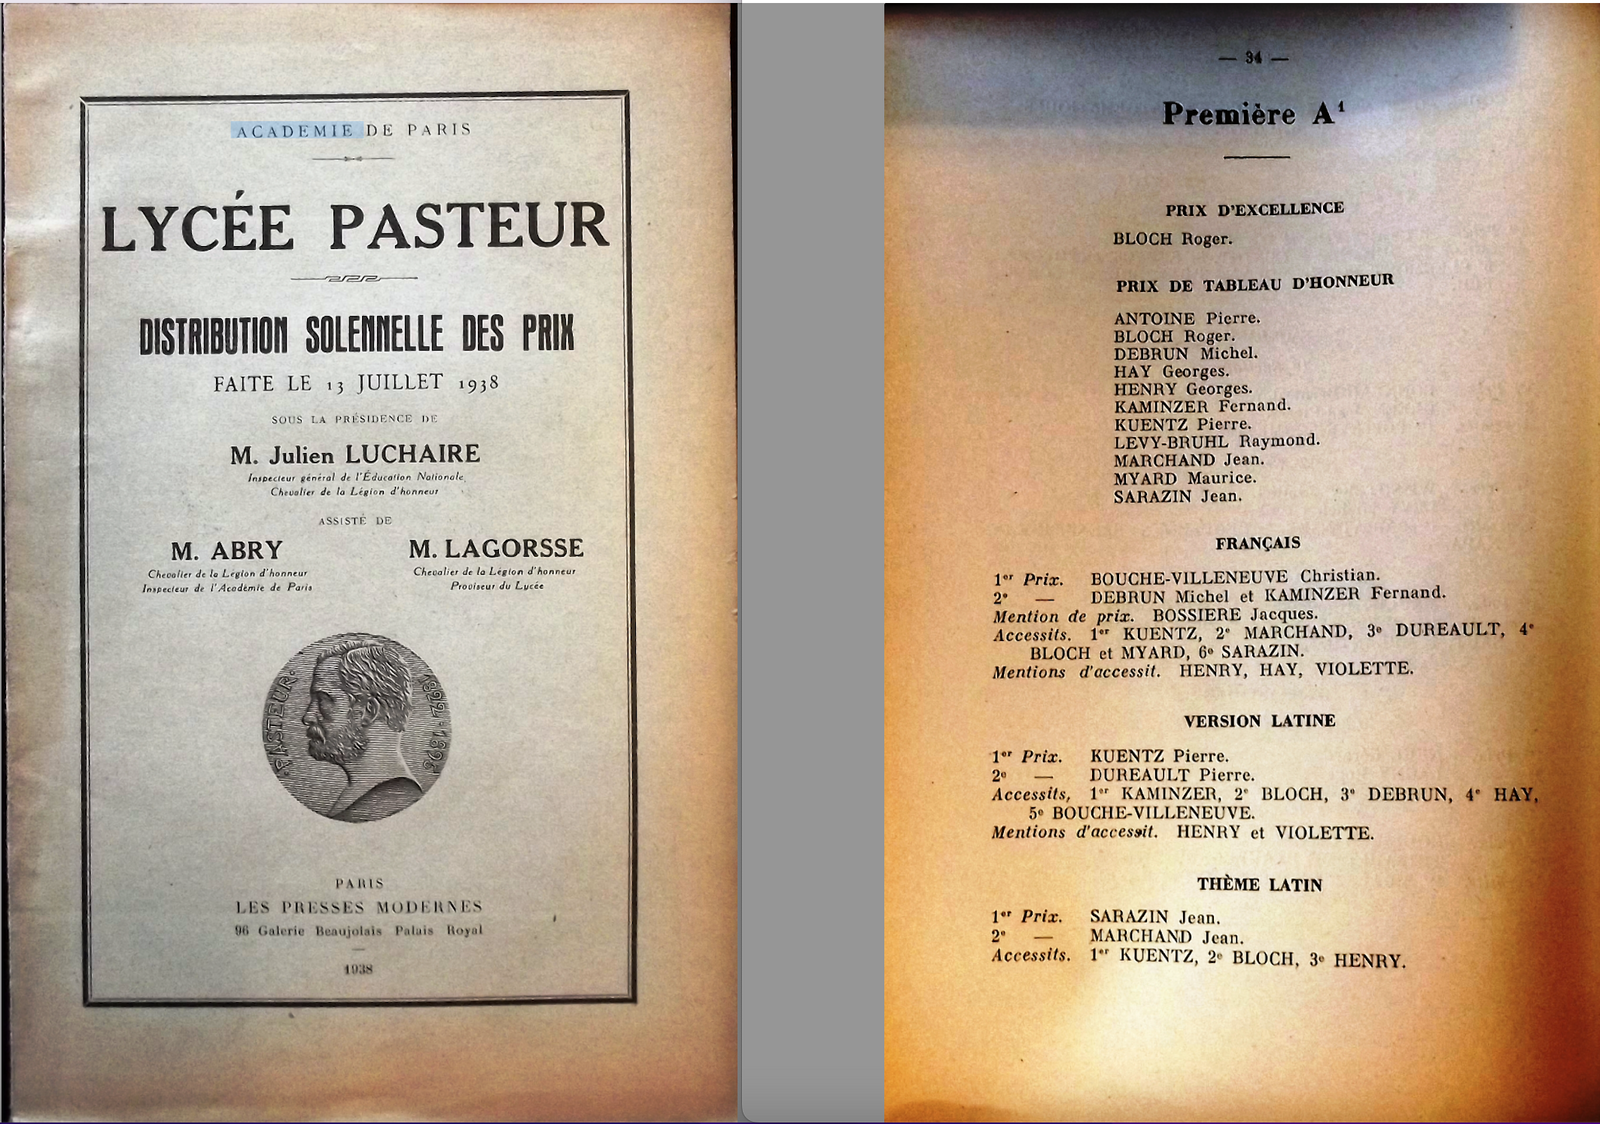 ACADEMIE DE PARIS
LYCÉE PASTEUR
DISTRIBUTION SOLENNELLE DES PRIX
FAITE LE 13 JUILLET 1938
SOUS LA PRÉSIDENCE DE
M. Julien LUCHAIRE
Inspecteur général de l'Éducation Nationale
Chevalier de la Légion d'honneur
ASSISTÉ DE
M. ABRY
Chevalier de la Légion d'honneur
Inspecteur de l'Académie de Paris
M. LAGORSSE
Chevalier de la Légion d'honneur
Proviseur du Lycée
PASTEUR · 1822-1895
PARIS
LES PRESSES MODERNES
96 Galerie Beaujolais Palais Royal
1938
— 34 —
Première A¹
PRIX D'EXCELLENCE
BLOCH Roger.
PRIX DE TABLEAU D'HONNEUR
ANTOINE Pierre.
BLOCH Roger.
DEBRUN Michel.
HAY Georges.
HENRY Georges.
KAMINZER Fernand.
KUENTZ Pierre.
LEVY-BRUHL Raymond.
MARCHAND Jean.
MYARD Maurice.
SARAZIN Jean.
FRANÇAIS
1er Prix. BOUCHE-VILLENEUVE Christian.
2e — DEBRUN Michel et KAMINZER Fernand.
Mention de prix. BOSSIERE Jacques.
Accessits. 1er KUENTZ, 2e MARCHAND, 3e DUREAULT, 4e
BLOCH et MYARD, 6e SARAZIN.
Mentions d'accessit. HENRY, HAY, VIOLETTE.
VERSION LATINE
1er Prix. KUENTZ Pierre.
2e — DUREAULT Pierre.
Accessits, 1er KAMINZER, 2e BLOCH, 3e DEBRUN, 4e HAY,
5e BOUCHE-VILLENEUVE.
Mentions d'accessit. HENRY et VIOLETTE.
THÈME LATIN
1er Prix. SARAZIN Jean.
2e — MARCHAND Jean.
Accessits. 1er KUENTZ, 2e BLOCH, 3e HENRY.